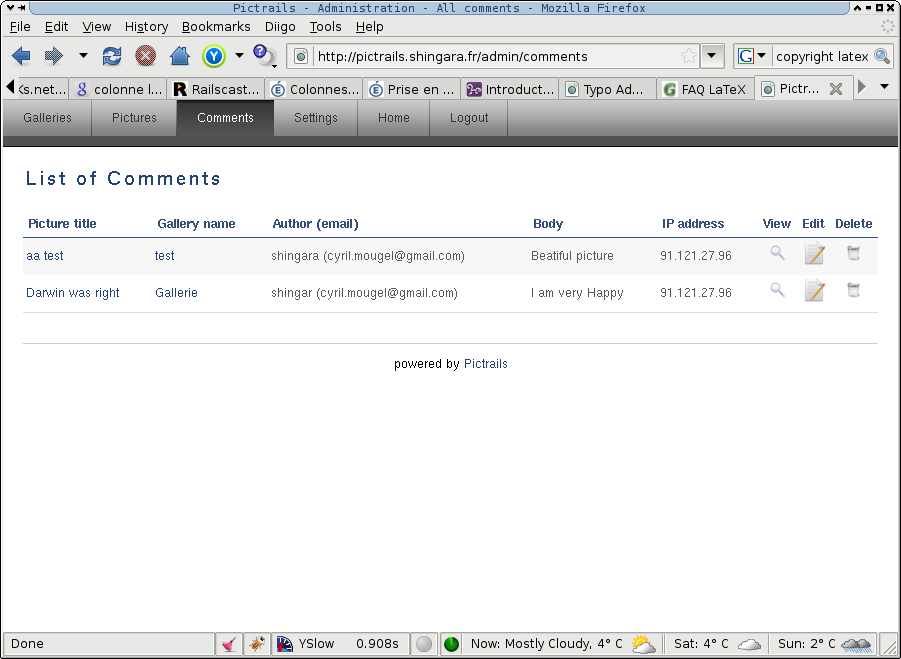 Pictrails - Administration - All comments - Mozilla Firefox
File Edit View History Bookmarks Diigo Tools Help
http://pictrails.shingara.fr/admin/comments copyright latex
ks.net... colonne l... Railscast... Colonnes... Prise en ... Introduct... Typo Ad... FAQ LaTeX Pictr...
Galleries Pictures Comments Settings Home Logout
List of Comments
Picture title Gallery name Author (email) Body IP address View Edit Delete
aa test test shingara (cyril.mougel@gmail.com) Beatiful picture 91.121.27.96
Darwin was right Gallerie shingar (cyril.mougel@gmail.com) I am very Happy 91.121.27.96
powered by Pictrails
Done YSlow 0.908s Now: Mostly Cloudy, 4° C Sat: 4° C Sun: 2° C